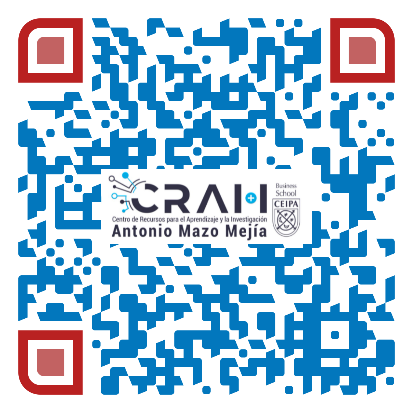 CRAI+I
Business
School
CEIPA
Centro de Recursos para el Aprendizaje y la Investigación
Antonio Mazo Mejía